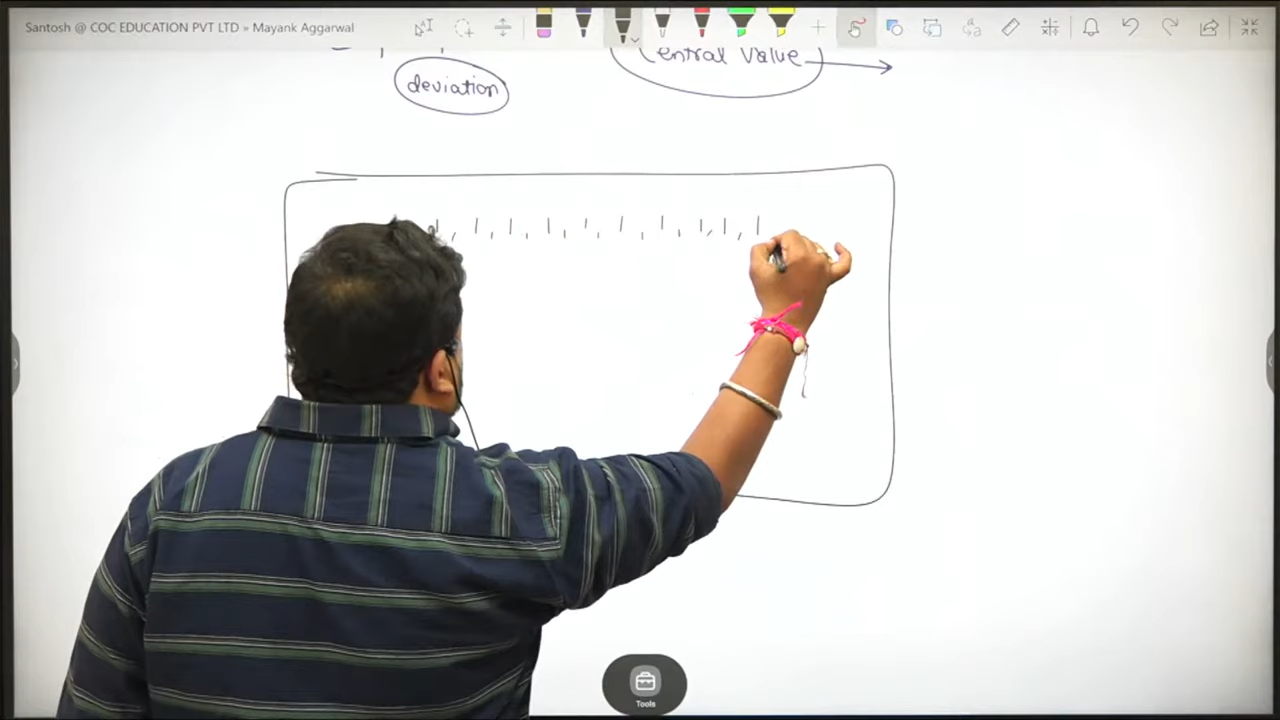 Santosh @ COC EDUCATION PVT LTD » Mayank Aggarwal
Central Value
deviation
Tools